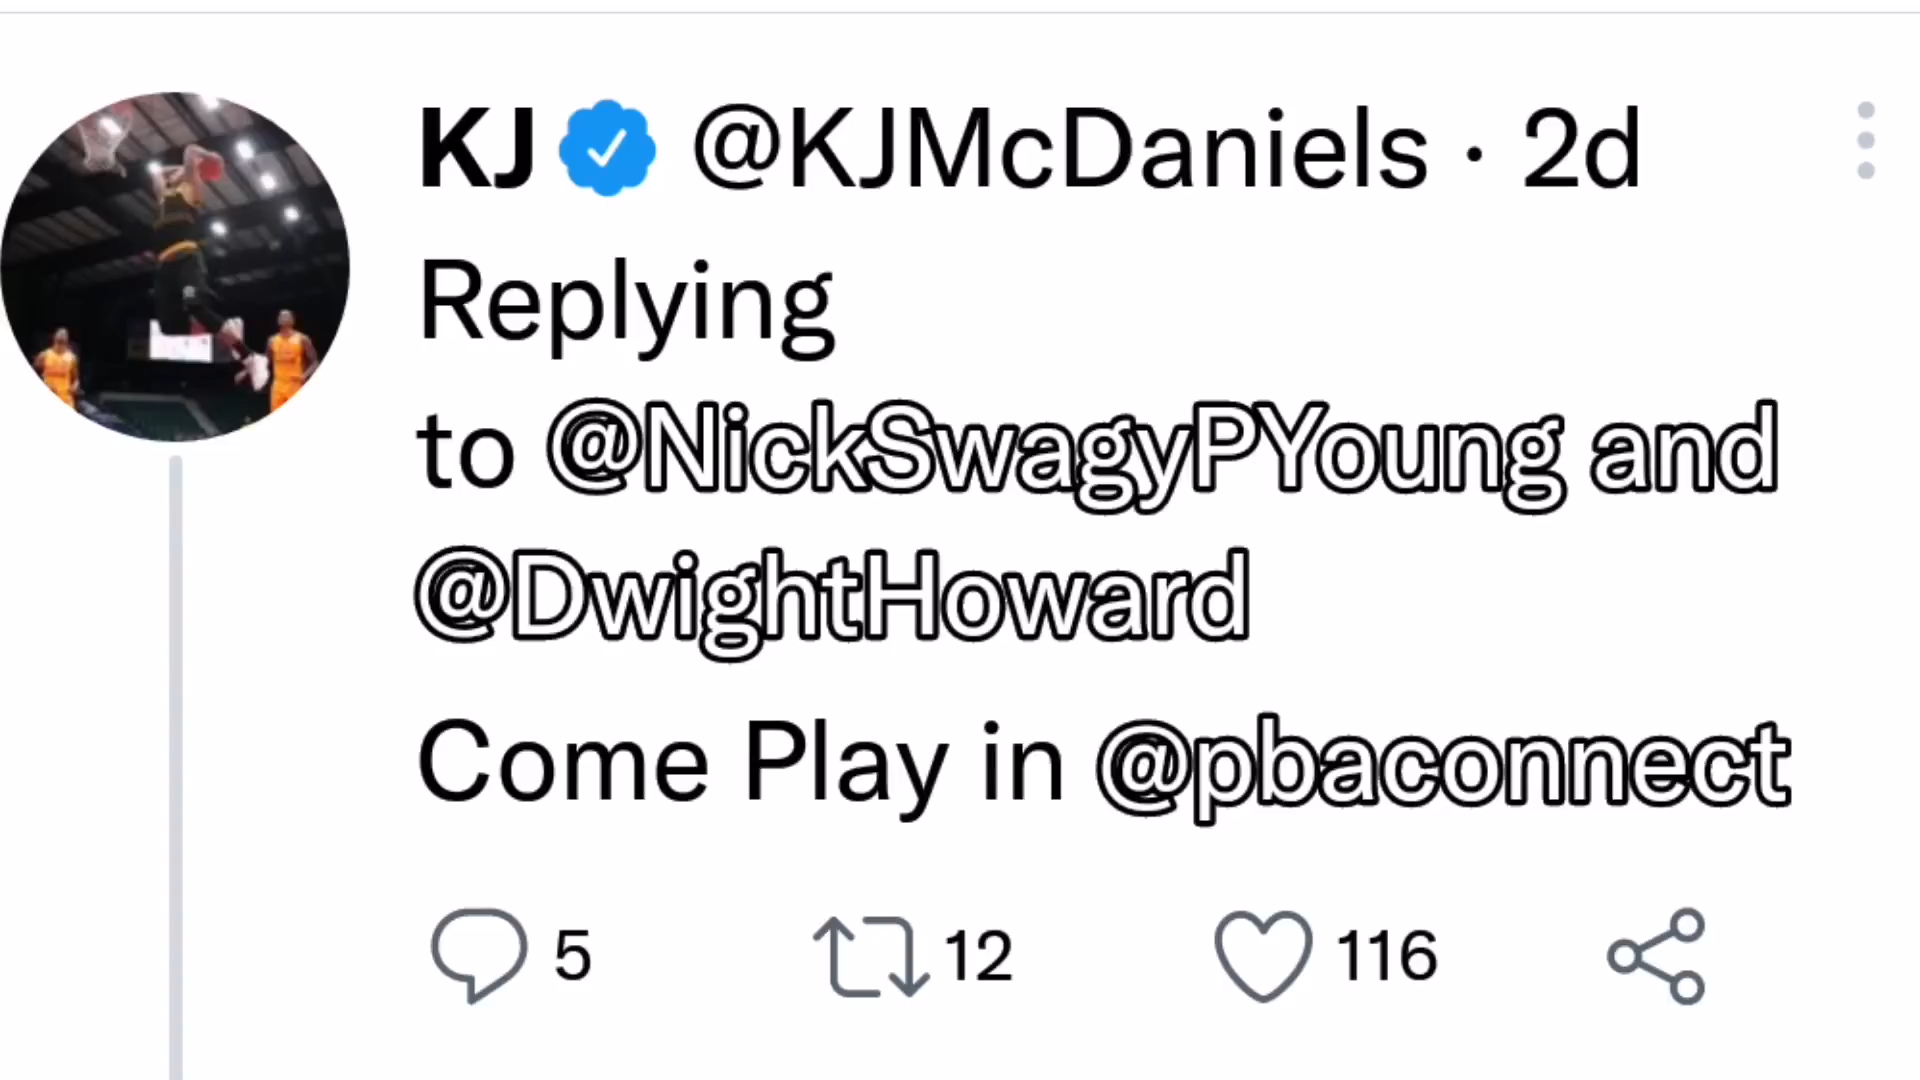 KJ @KJMcDaniels · 2d
Replying
to @NickSwagyPYoung and
@DwightHoward
Come Play in @pbaconnect
5 12 116